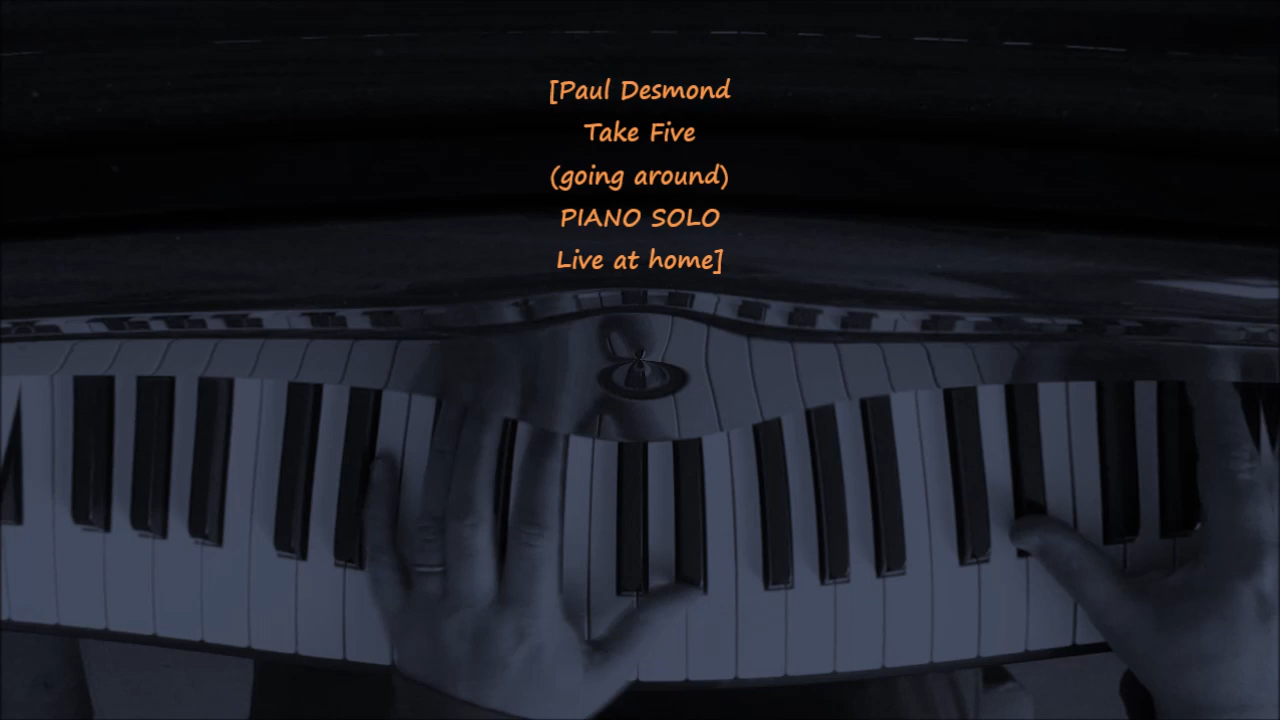 [Paul Desmond
Take Five
(going around)
PIANO SOLO
Live at home]